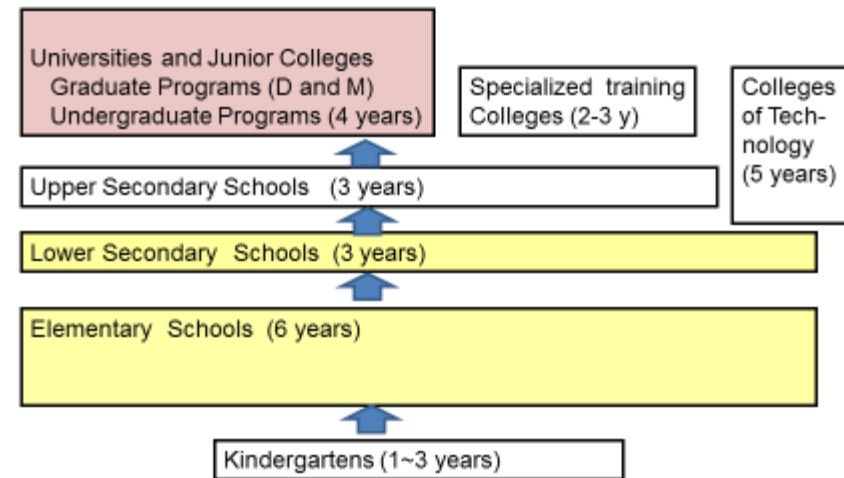 Universities and Junior Colleges
Graduate Programs (D and M)
Undergraduate Programs (4 years)
Specialized training
Colleges (2-3 y)
Colleges
of Tech-
nology
(5 years)
Upper Secondary Schools (3 years)
Lower Secondary Schools (3 years)
Elementary Schools (6 years)
Kindergartens (1~3 years)